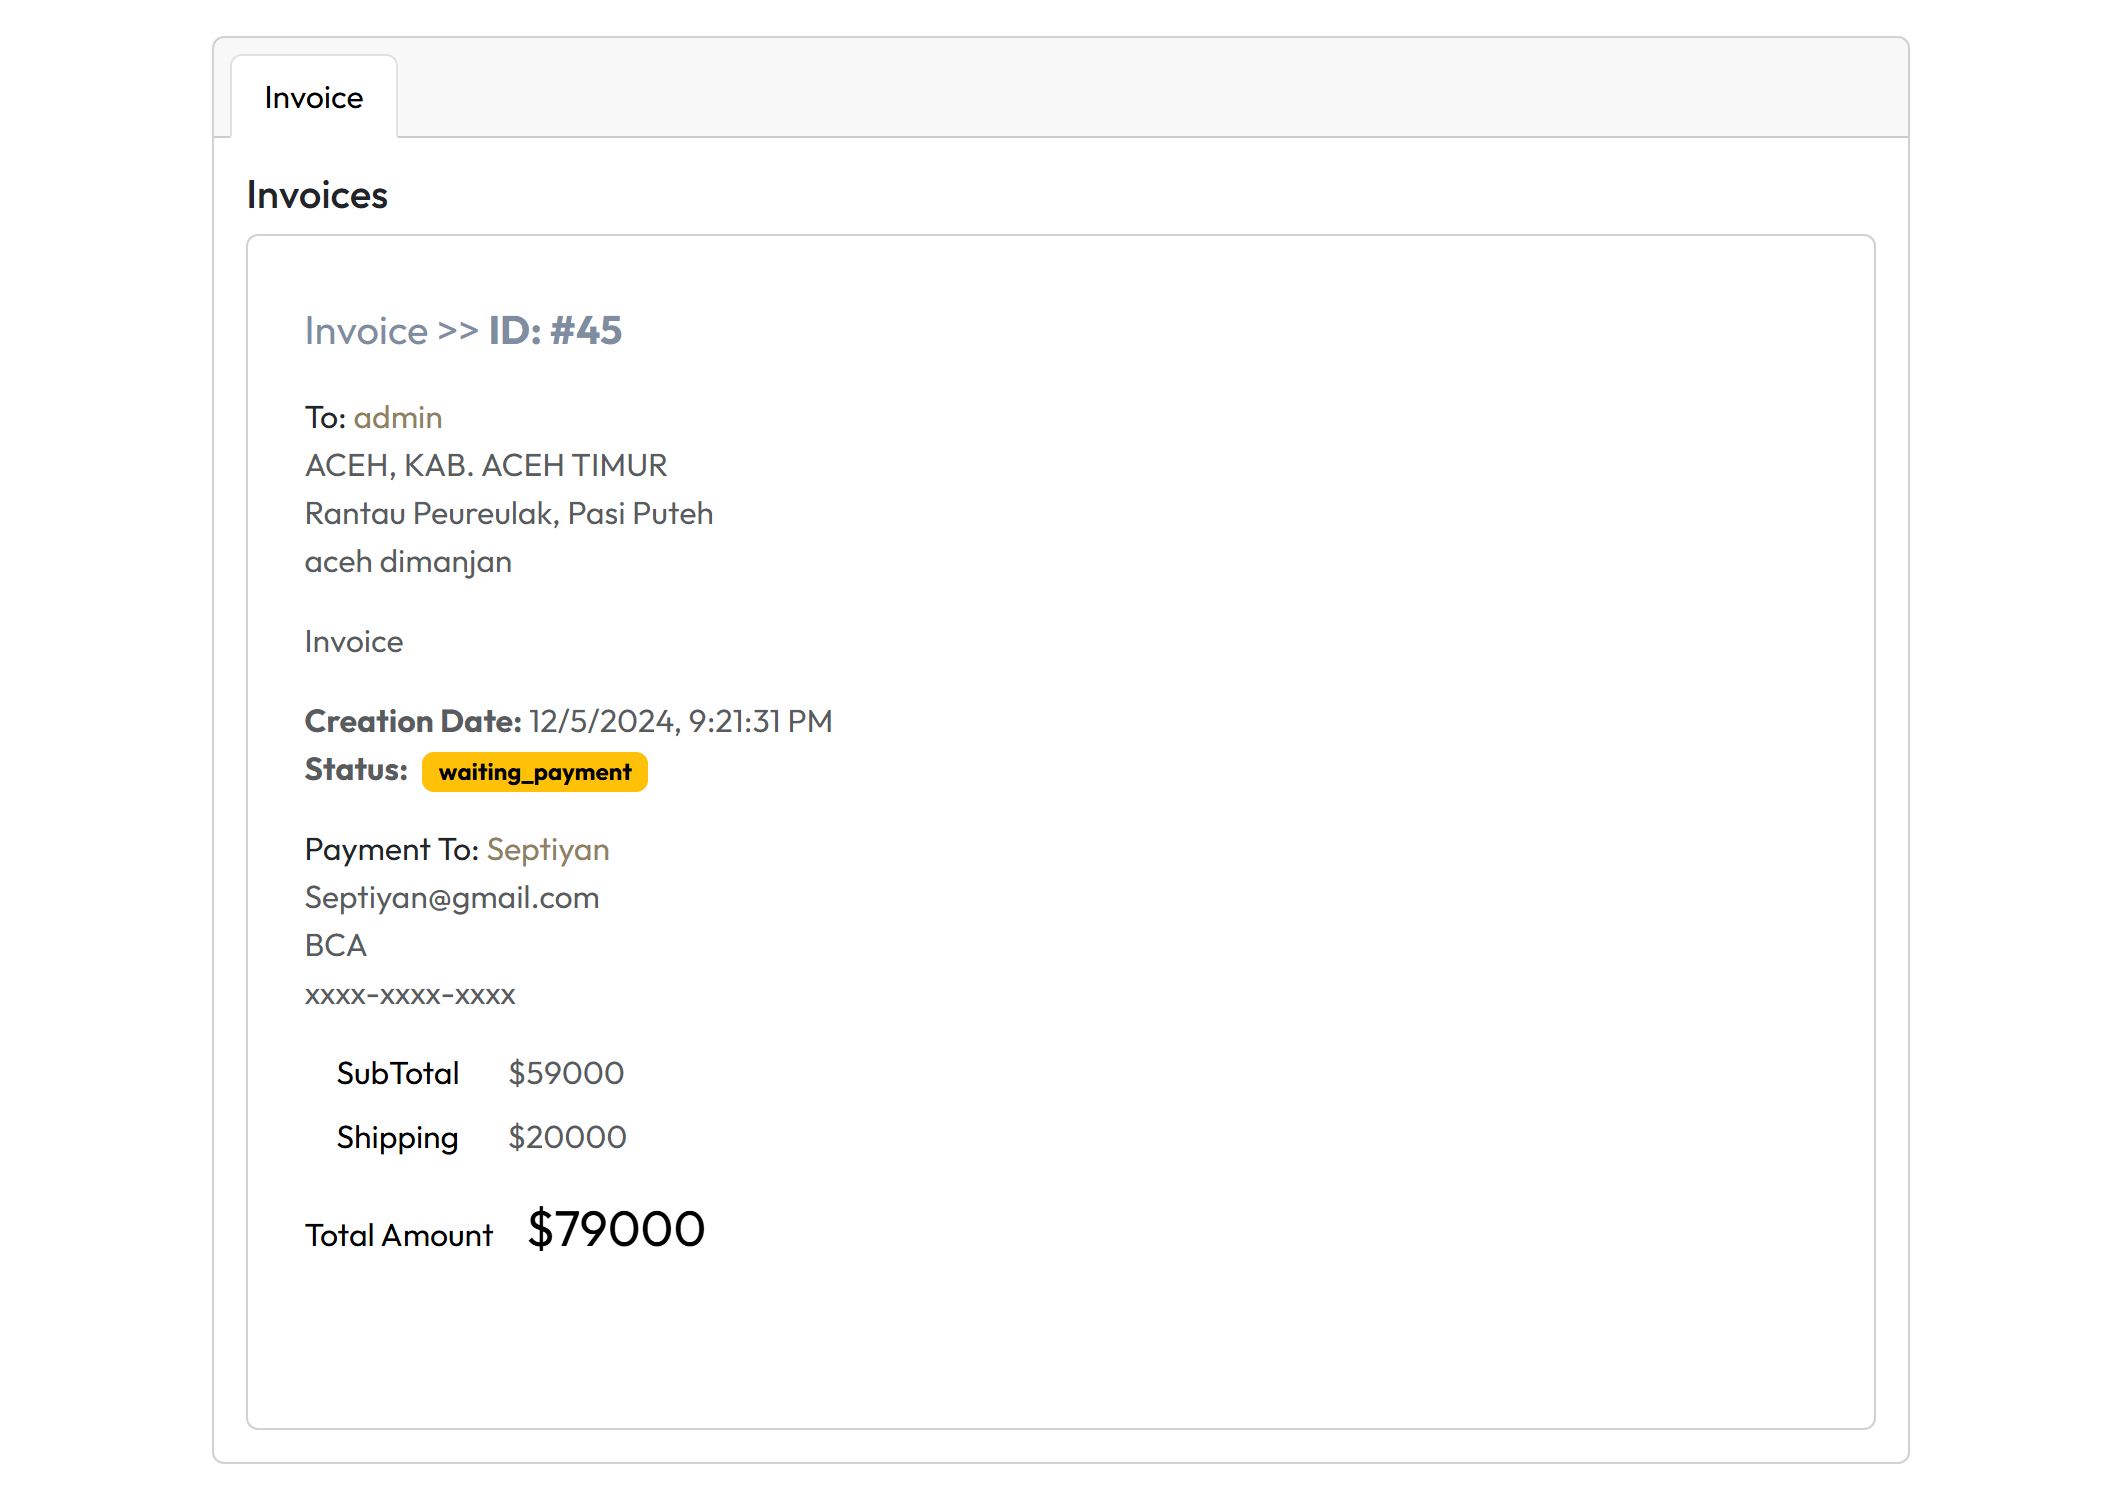 Invoice
Invoices
Invoice >> ID: #45
To: admin
ACEH, KAB. ACEH TIMUR
Rantau Peureulak, Pasi Puteh
aceh dimanjan
Invoice
Creation Date: 12/5/2024, 9:21:31 PM
Status: waiting_payment
Payment To: Septiyan
Septiyan@gmail.com
BCA
xxxx-xxxx-xxxx
SubTotal $59000
Shipping $20000
Total Amount $79000